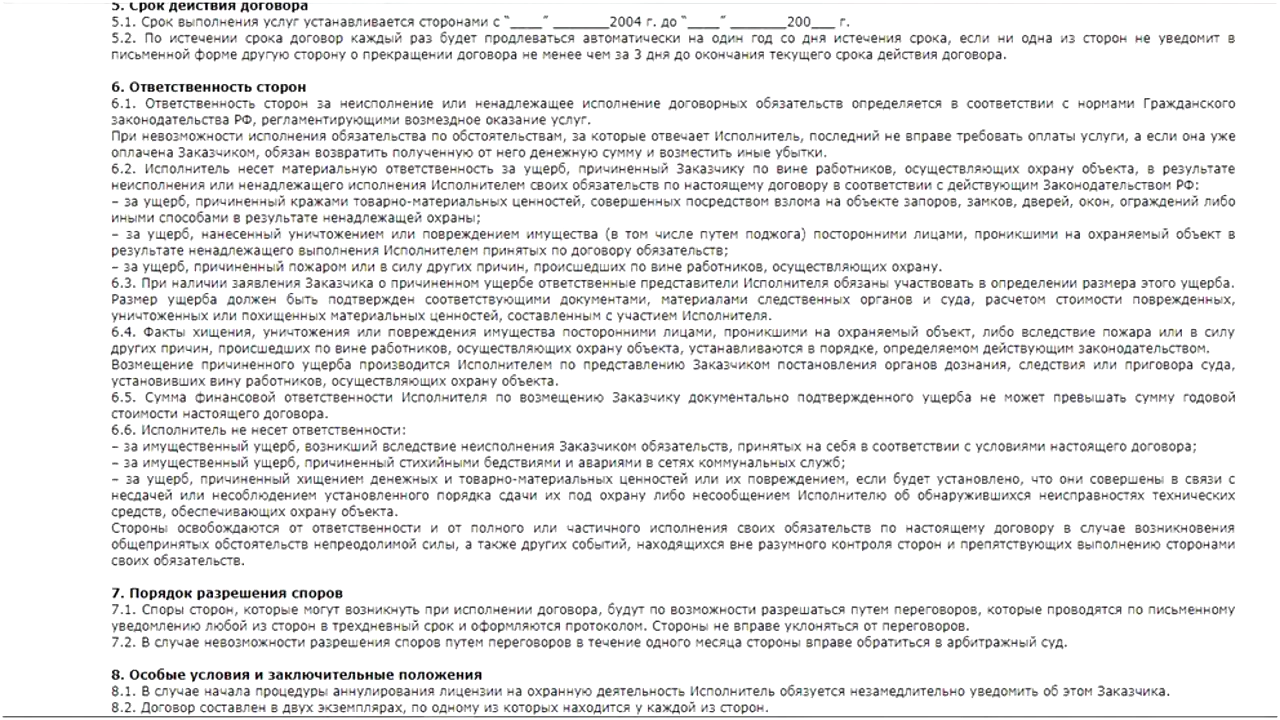 5. Срок действия договора
5.1. Срок выполнения услуг устанавливается сторонами с "_____" _________2004 г. до "_____" _________200___ г.
5.2. По истечении срока договор каждый раз будет продлеваться автоматически на один год со дня истечения срока, если ни одна из сторон не уведомит в
письменной форме другую сторону о прекращении договора не менее чем за 3 дня до окончания текущего срока действия договора.
6. Ответственность сторон
6.1. Ответственность сторон за неисполнение или ненадлежащее исполнение договорных обязательств определяется в соответствии с нормами Гражданского
законодательства РФ, регламентирующими возмездное оказание услуг.
При невозможности исполнения обязательства по обстоятельствам, за которые отвечает Исполнитель, последний не вправе требовать оплаты услуги, а если она уже
оплачена Заказчиком, обязан возвратить полученную от него денежную сумму и возместить иные убытки.
6.2. Исполнитель несет материальную ответственность за ущерб, причиненный Заказчику по вине работников, осуществляющих охрану объекта, в результате
неисполнения или ненадлежащего исполнения Исполнителем своих обязательств по настоящему договору в соответствии с действующим Законодательством РФ:
– за ущерб, причиненный кражами товарно-материальных ценностей, совершенных посредством взлома на объекте запоров, замков, дверей, окон, ограждений либо
иными способами в результате ненадлежащей охраны;
– за ущерб, нанесенный уничтожением или повреждением имущества (в том числе путем поджога) посторонними лицами, проникшими на охраняемый объект в
результате ненадлежащего выполнения Исполнителем принятых по договору обязательств;
– за ущерб, причиненный пожаром или в силу других причин, происшедших по вине работников, осуществляющих охрану.
6.3. При наличии заявления Заказчика о причиненном ущербе ответственные представители Исполнителя обязаны участвовать в определении размера этого ущерба.
Размер ущерба должен быть подтвержден соответствующими документами, материалами следственных органов и суда, расчетом стоимости поврежденных,
уничтоженных или похищенных материальных ценностей, составленным с участием Исполнителя.
6.4. Факты хищения, уничтожения или повреждения имущества посторонними лицами, проникшими на охраняемый объект, либо вследствие пожара или в силу
других причин, происшедших по вине работников, осуществляющих охрану объекта, устанавливаются в порядке, определяемом действующим законодательством.
Возмещение причиненного ущерба производится Исполнителем по представлению Заказчиком постановления органов дознания, следствия или приговора суда,
установивших вину работников, осуществляющих охрану объекта.
6.5. Сумма финансовой ответственности Исполнителя по возмещению Заказчику документально подтвержденного ущерба не может превышать сумму годовой
стоимости настоящего договора.
6.6. Исполнитель не несет ответственности:
– за имущественный ущерб, возникший вследствие неисполнения Заказчиком обязательств, принятых на себя в соответствии с условиями настоящего договора;
– за имущественный ущерб, причиненный стихийными бедствиями и авариями в сетях коммунальных служб;
– за ущерб, причиненный хищением денежных и товарно-материальных ценностей или их повреждением, если будет установлено, что они совершены в связи с
несдачей или несоблюдением установленного порядка сдачи их под охрану либо несообщением Исполнителю об обнаружившихся неисправностях технических
средств, обеспечивающих охрану объекта.
Стороны освобождаются от ответственности и от полного или частичного исполнения своих обязательств по настоящему договору в случае возникновения
общепринятых обстоятельств непреодолимой силы, а также других событий, находящихся вне разумного контроля сторон и препятствующих выполнению сторонами
своих обязательств.
7. Порядок разрешения споров
7.1. Споры сторон, которые могут возникнуть при исполнении договора, будут по возможности разрешаться путем переговоров, которые проводятся по письменному
уведомлению любой из сторон в трехдневный срок и оформляются протоколом. Стороны не вправе уклоняться от переговоров.
7.2. В случае невозможности разрешения споров путем переговоров в течение одного месяца стороны вправе обратиться в арбитражный суд.
8. Особые условия и заключительные положения
8.1. В случае начала процедуры аннулирования лицензии на охранную деятельность Исполнитель обязуется незамедлительно уведомить об этом Заказчика.
8.2. Договор составлен в двух экземплярах, по одному из которых находится у каждой из сторон.